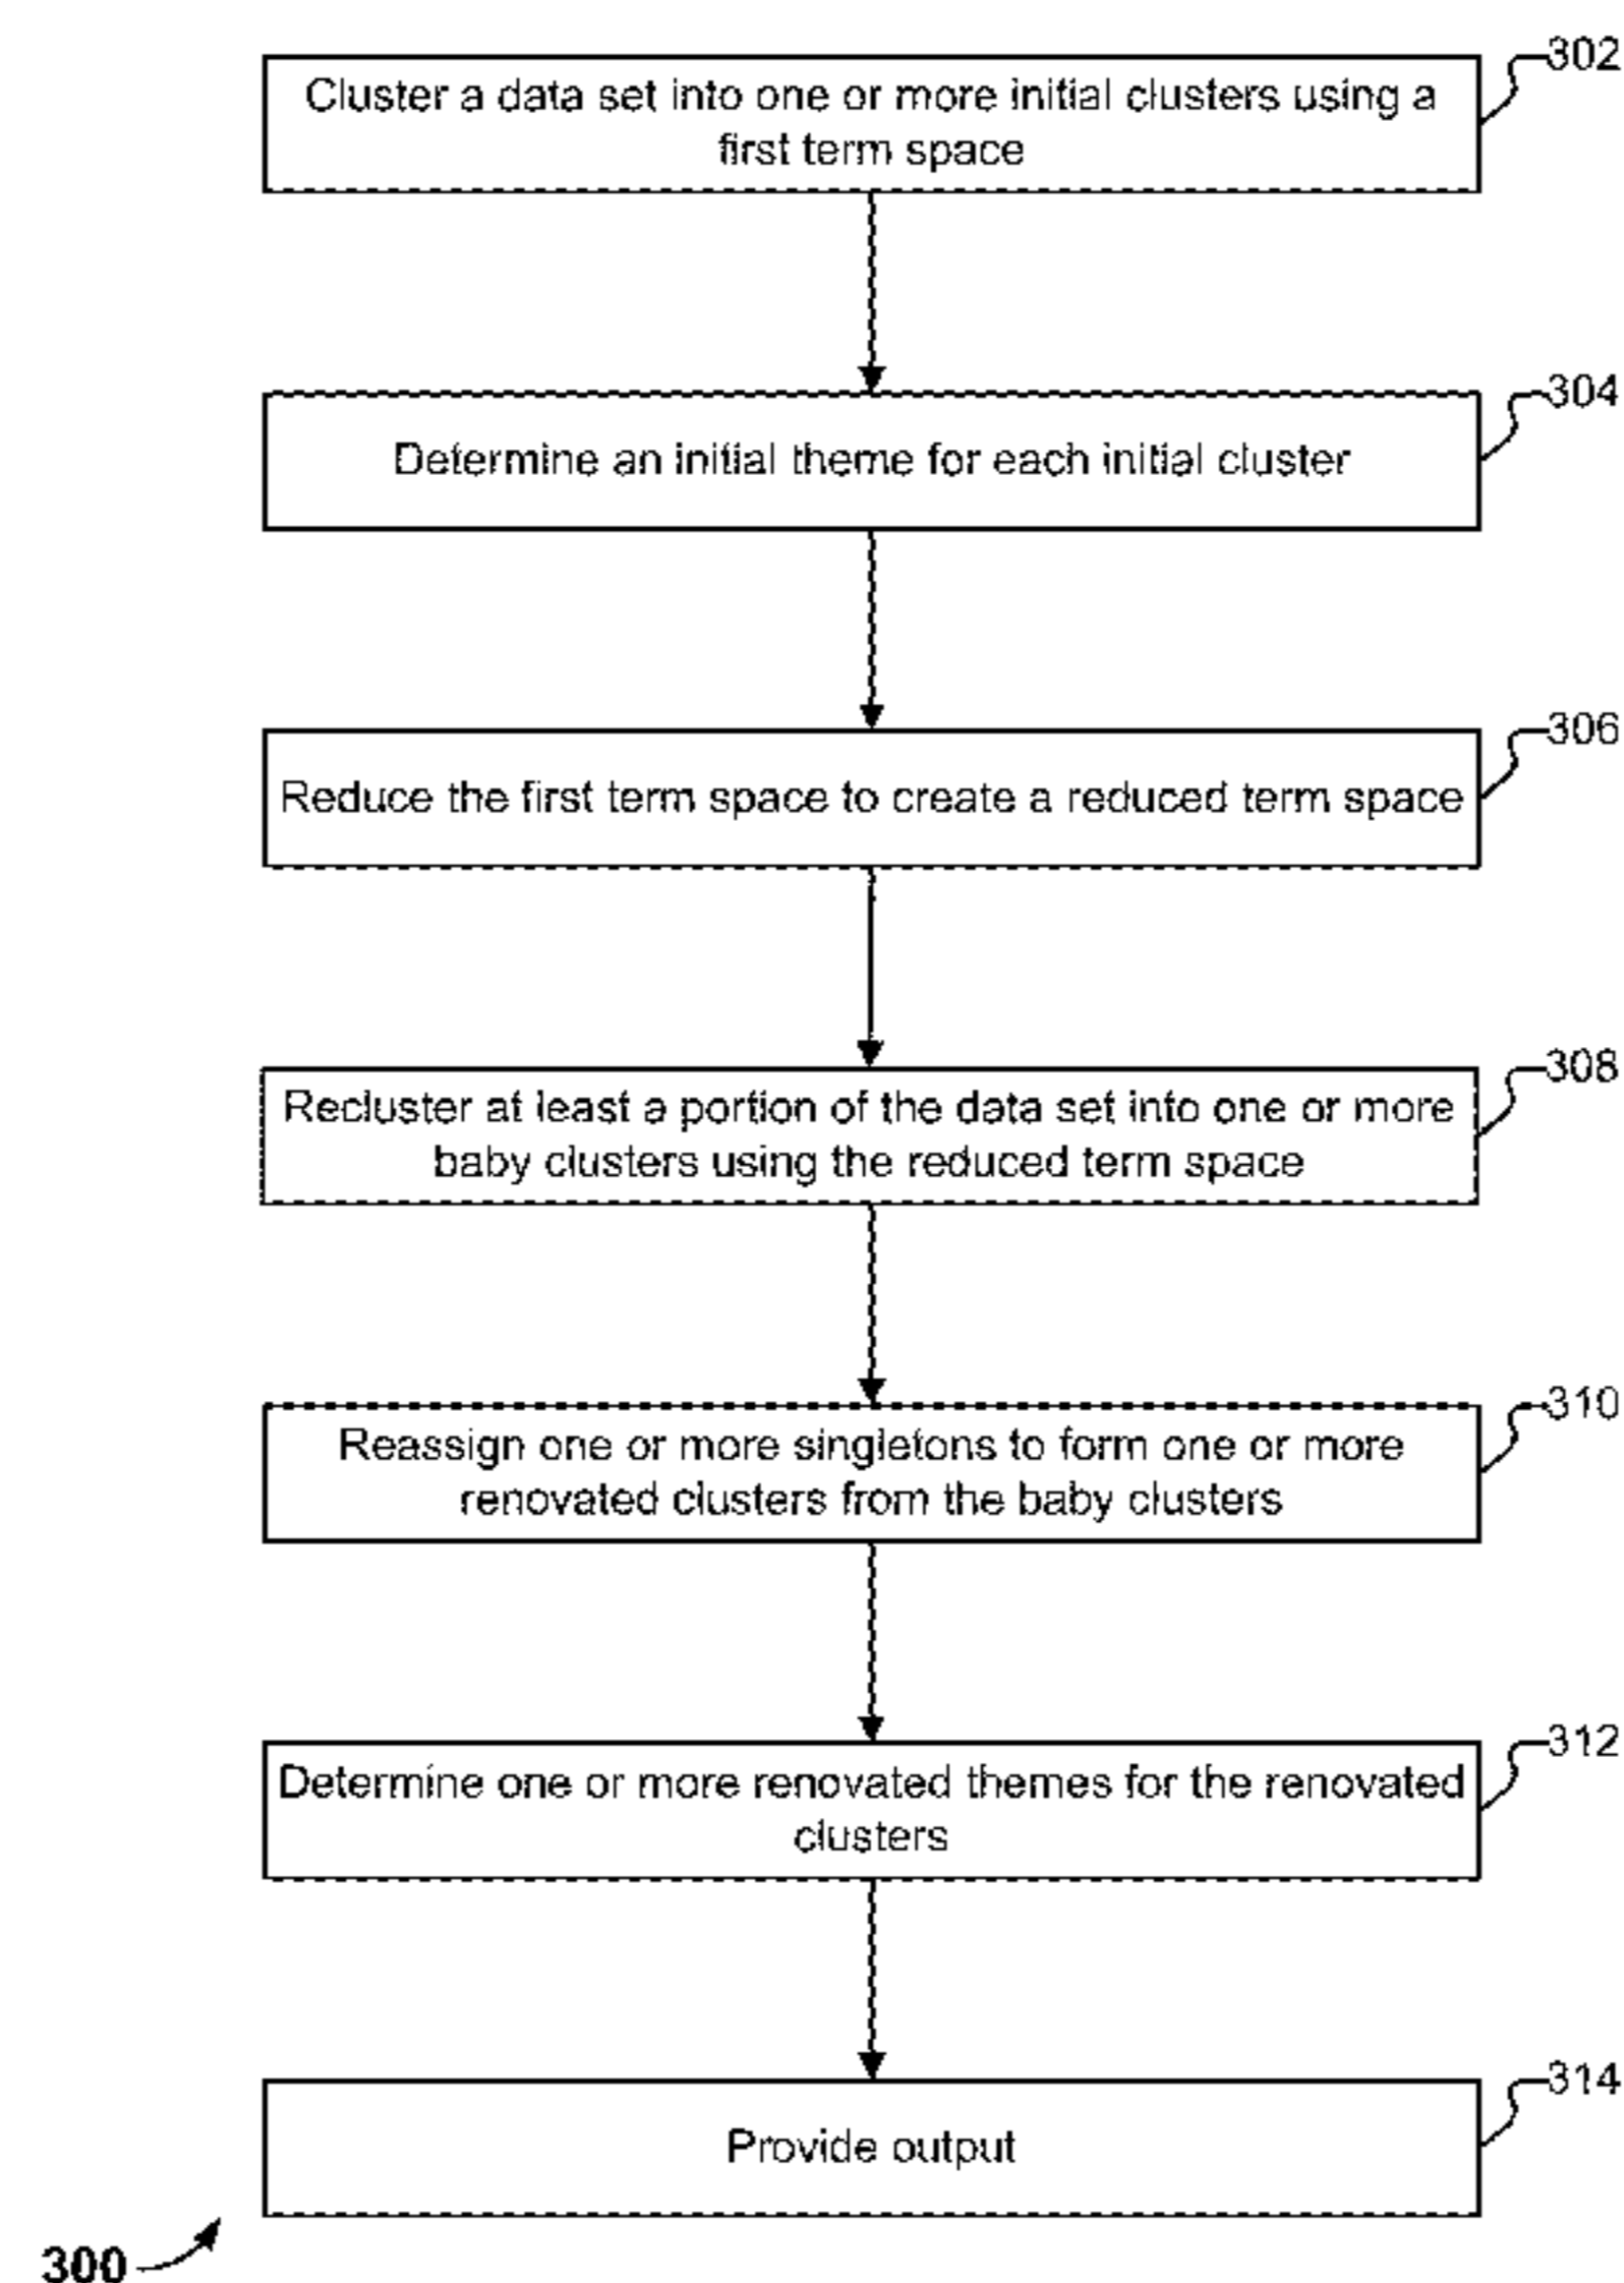 302
Cluster a data set into one or more initial clusters using a
first term space
304
Determine an initial theme for each initial cluster
306
Reduce the first term space to create a reduced term space
308
Recluster at least a portion of the data set into one or more
baby clusters using the reduced term space
310
Reassign one or more singletons to form one or more
renovated clusters from the baby clusters
312
Determine one or more renovated themes for the renovated
clusters
314
Provide output
300